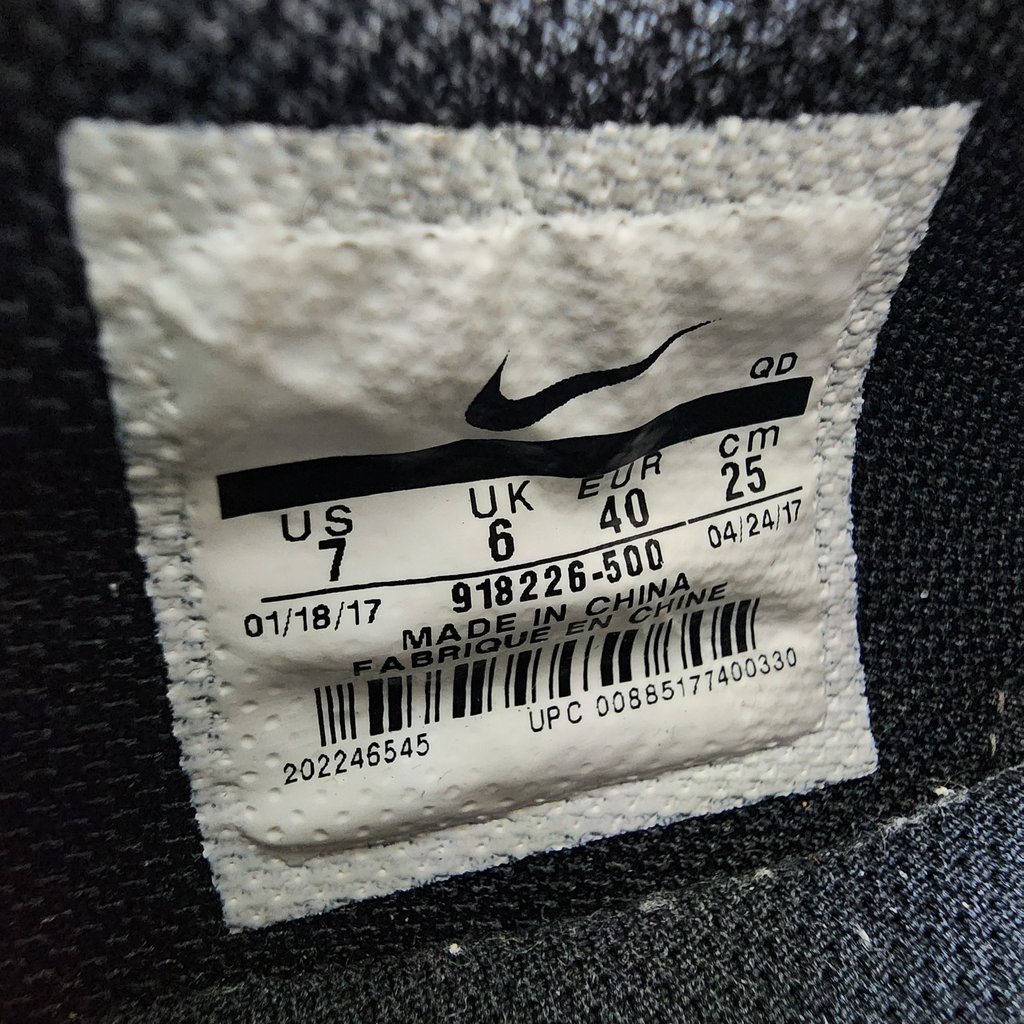 QD
US UK EUR cm
7 6 40 25
01/18/17 918226-500 04/24/17
MADE IN CHINA
FABRIQUE EN CHINE
202246545 UPC 00885177400330